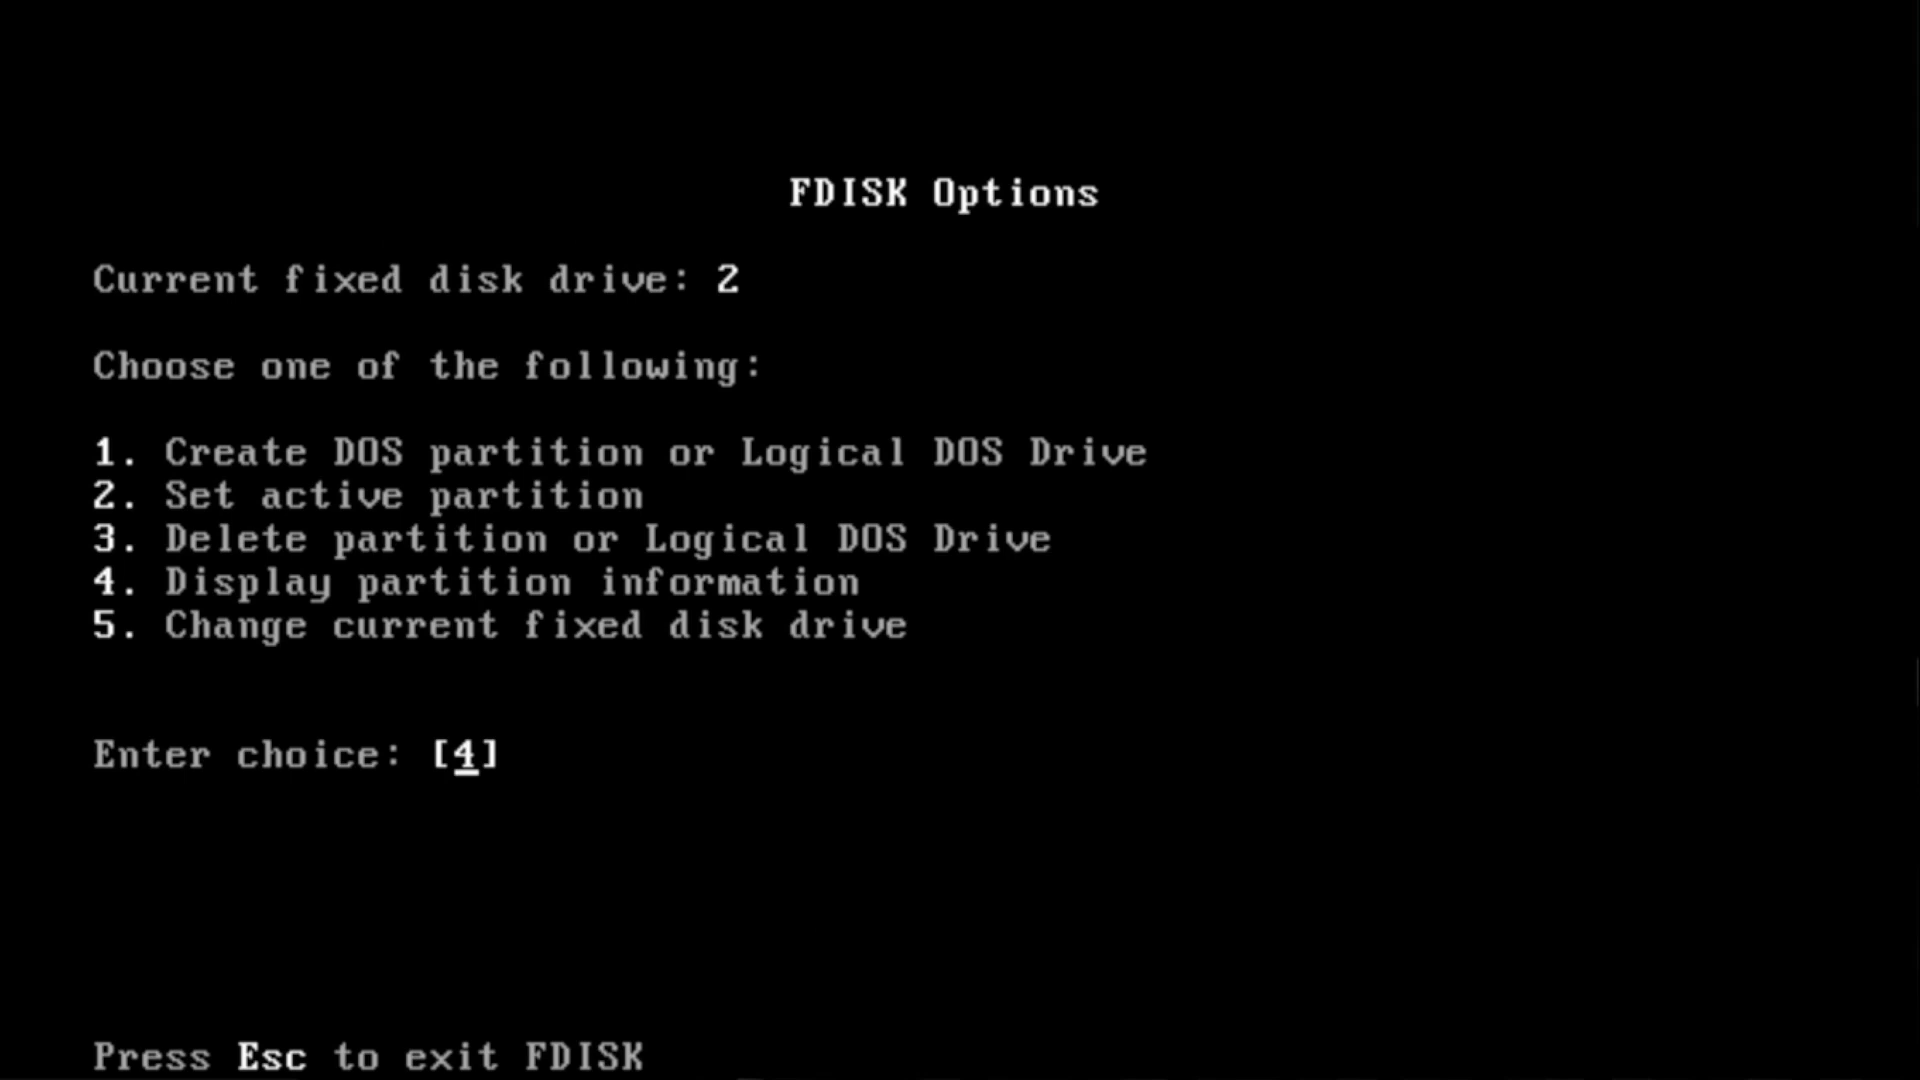 FDISK Options
Current fixed disk drive: 2
Choose one of the following:
1. Create DOS partition or Logical DOS Drive
2. Set active partition
3. Delete partition or Logical DOS Drive
4. Display partition information
5. Change current fixed disk drive
Enter choice: [4]
Press Esc to exit FDISK